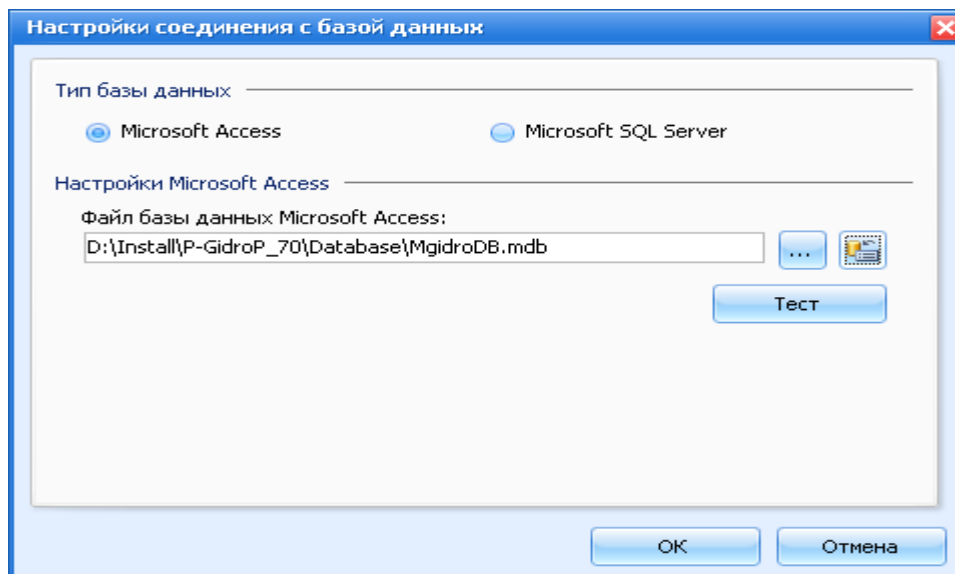 Настройки соединения с базой данных
Тип базы данных
Microsoft Access Microsoft SQL Server
Настройки Microsoft Access
Файл базы данных Microsoft Access:
D:\Install\P-GidroP_70\Database\MgidroDB.mdb ...
Тест
ОК Отмена